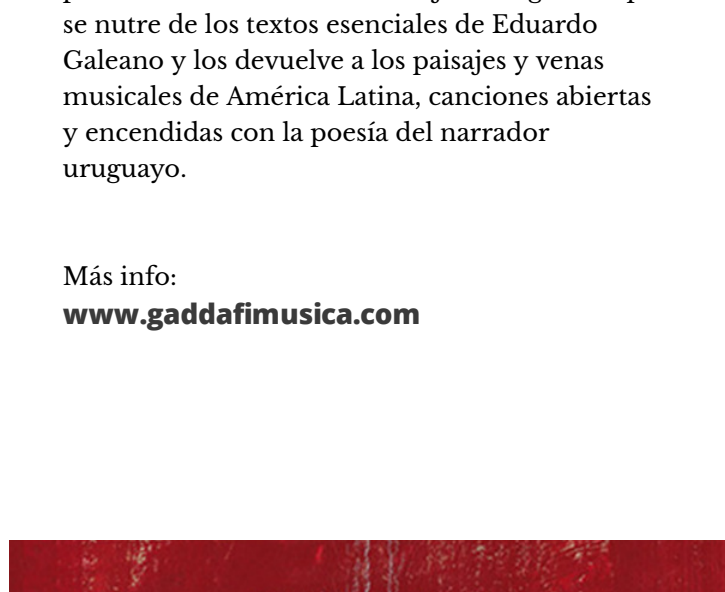 se nutre de los textos esenciales de Eduardo
Galeano y los devuelve a los paisajes y venas
musicales de América Latina, canciones abiertas
y encendidas con la poesía del narrador
uruguayo.
Más info:
www.gaddafimusica.com